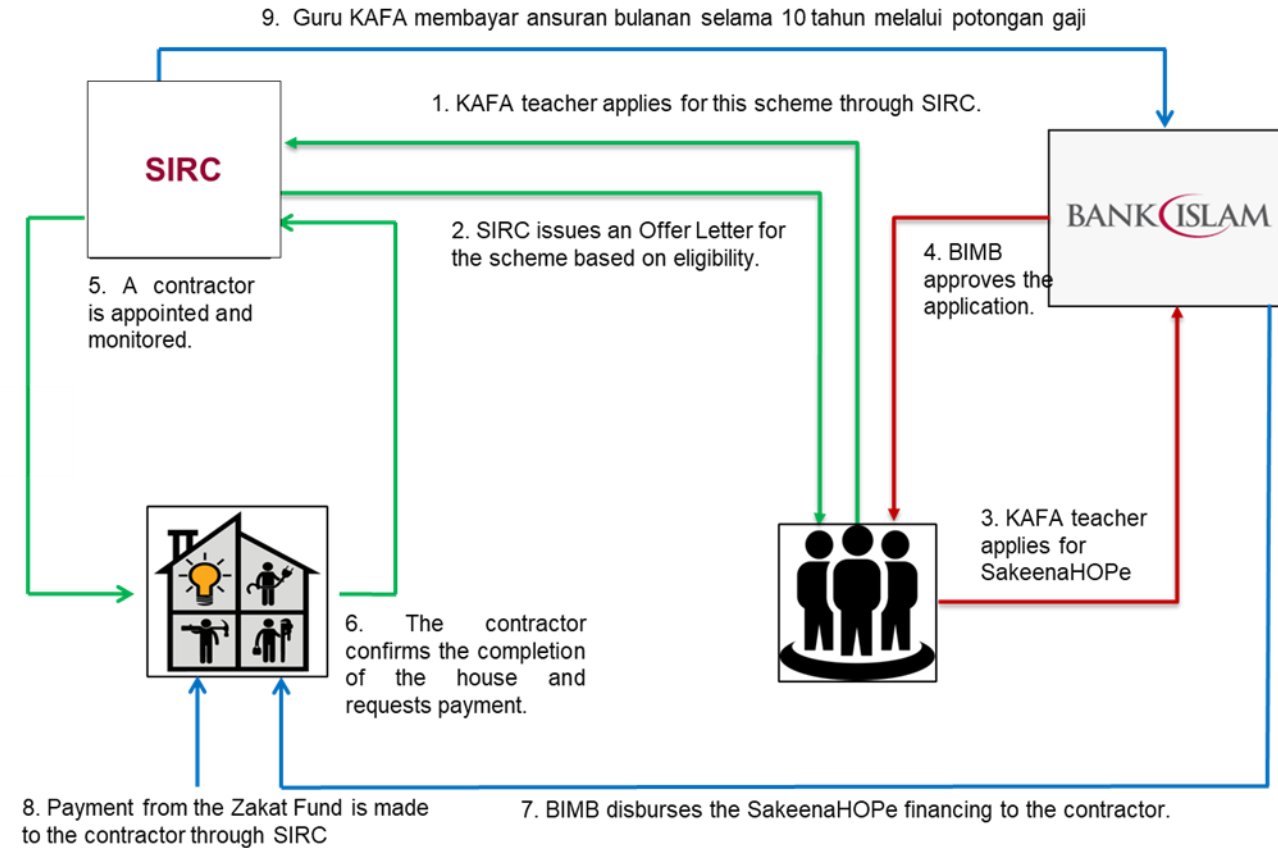 9. Guru KAFA membayar ansuran bulanan selama 10 tahun melalui potongan gaji
1. KAFA teacher applies for this scheme through SIRC.
SIRC
BANK ISLAM
2. SIRC issues an Offer Letter for
the scheme based on eligibility.
4. BIMB
approves the
application.
5. A contractor
is appointed and
monitored.
3. KAFA teacher
applies for
SakeenaHOPe
6. The contractor
confirms the completion
of the house and
requests payment.
8. Payment from the Zakat Fund is made
to the contractor through SIRC
7. BIMB disburses the SakeenaHOPe financing to the contractor.